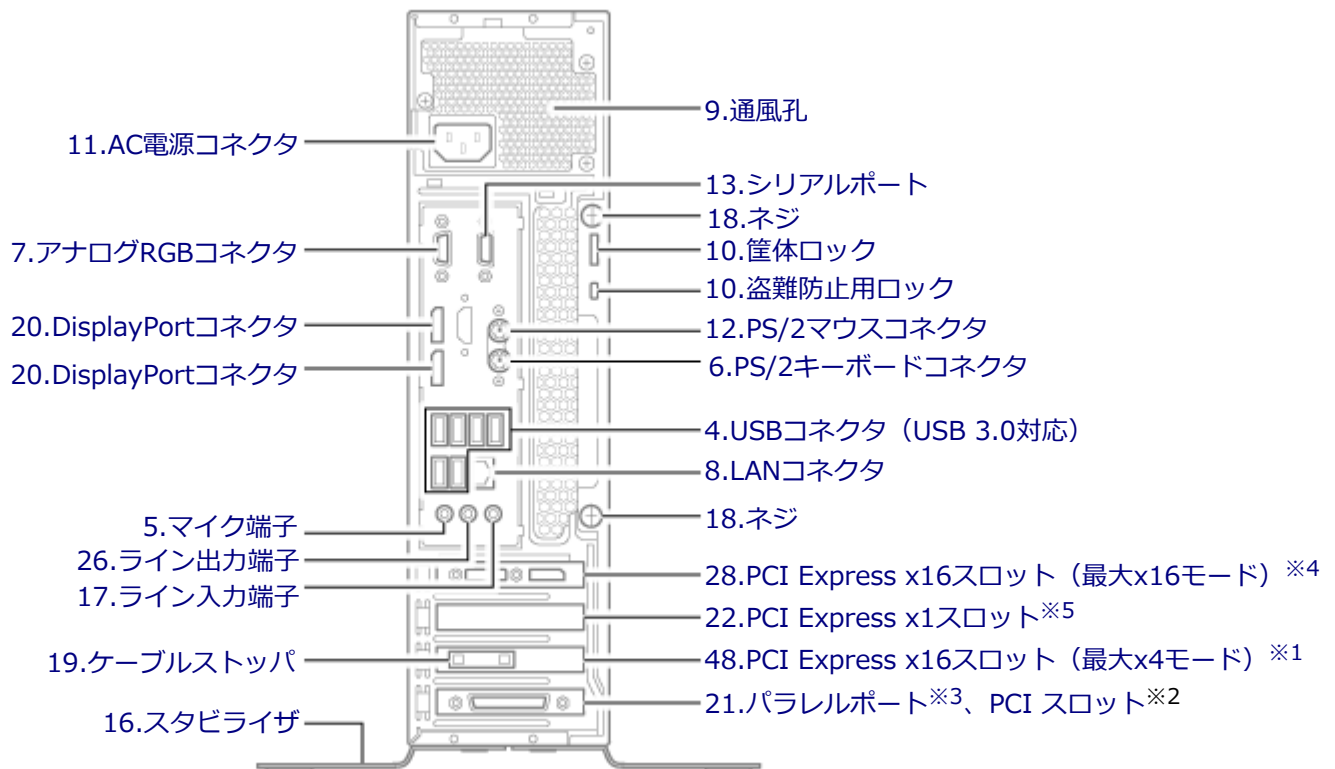 9.通風孔
11.AC電源コネクタ
13.シリアルポート
18.ネジ
7.アナログRGBコネクタ
10.筐体ロック
10.盗難防止用ロック
20.DisplayPortコネクタ
12.PS/2マウスコネクタ
20.DisplayPortコネクタ
6.PS/2キーボードコネクタ
4.USBコネクタ（USB 3.0対応）
8.LANコネクタ
5.マイク端子
18.ネジ
26.ライン出力端子
17.ライン入力端子
28.PCI Express x16スロット（最大x16モード）※4
22.PCI Express x1スロット※5
19.ケーブルストッパ
48.PCI Express x16スロット（最大x4モード）※1
21.パラレルポート※3、PCI スロット※2
16.スタビライザ